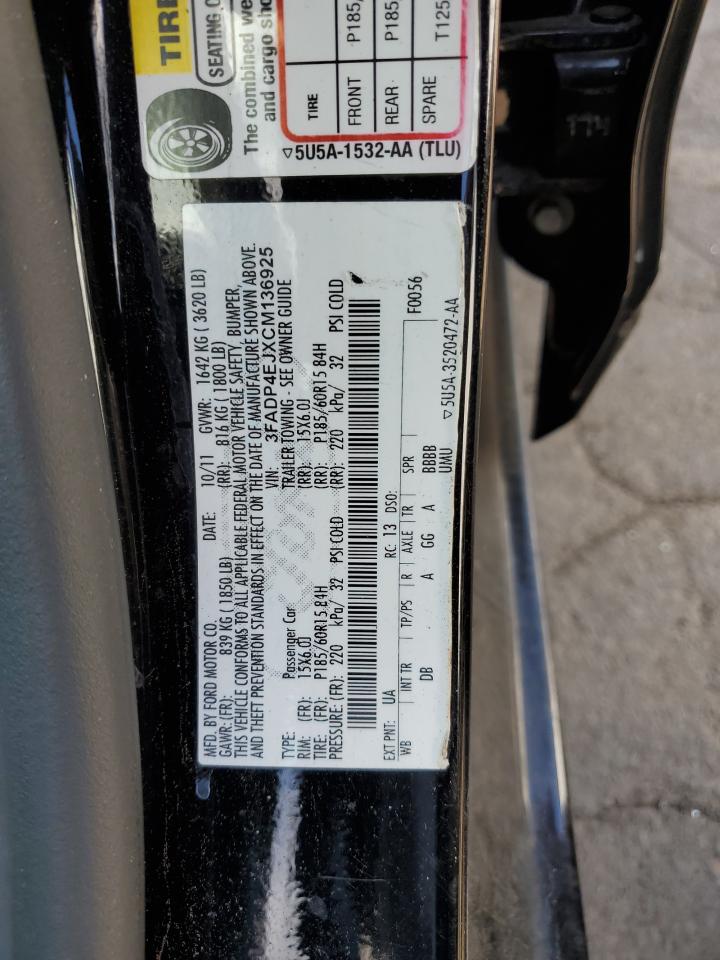 TIRE
SEATING C
The combined we
and cargo sho
TIRE
FRONT P185/
REAR P185/
SPARE T125
▽5U5A-1532-AA (TLU)
MFD. BY FORD MOTOR CO.
DATE: 10/11 GVWR: 1642 KG ( 3620 LB)
GAWR:(FR): 839 KG ( 1850 LB) (RR): 816 KG ( 1800 LB)
THIS VEHICLE CONFORMS TO ALL APPLICABLE FEDERAL MOTOR VEHICLE SAFETY, BUMPER,
AND THEFT PREVENTION STANDARDS IN EFFECT ON THE DATE OF MANUFACTURE SHOWN ABOVE.
VIN: 3FADP4EJXCM136925
TYPE: Passenger Car TRAILER TOWING - SEE OWNER GUIDE
RIM: (FR): 15X6.0J (RR): 15X6.0J
TIRE: (FR): P185/60R15 84H (RR): P185/60R15 84H
PRESSURE: (FR): 220 kPa/ 32 PSI COLD (RR): 220 kPa/ 32 PSI COLD
EXT PNT: UA RC: 13 DSO: F0056
WB INT TR TP/PS R AXLE TR SPR
DB A GG A BBBB
UMU ▽5U5A-3520472-AA